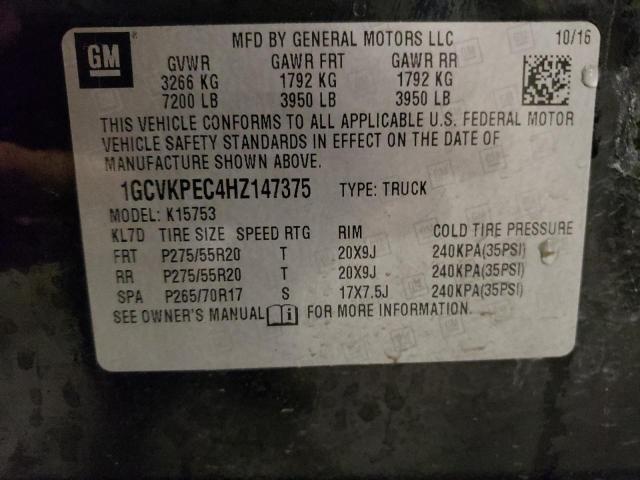 GM
MFD BY GENERAL MOTORS LLC 10/16
GVWR GAWR FRT GAWR RR
3266 KG 1792 KG 1792 KG
7200 LB 3950 LB 3950 LB
THIS VEHICLE CONFORMS TO ALL APPLICABLE U.S. FEDERAL MOTOR
VEHICLE SAFETY STANDARDS IN EFFECT ON THE DATE OF
MANUFACTURE SHOWN ABOVE.
1GCVKPEC4HZ147375 TYPE: TRUCK
MODEL: K15753
KL7D TIRE SIZE SPEED RTG RIM COLD TIRE PRESSURE
FRT P275/55R20 T 20X9J 240KPA(35PSI)
RR P275/55R20 T 20X9J 240KPA(35PSI)
SPA P265/70R17 S 17X7.5J 240KPA(35PSI)
SEE OWNER'S MANUAL i FOR MORE INFORMATION.